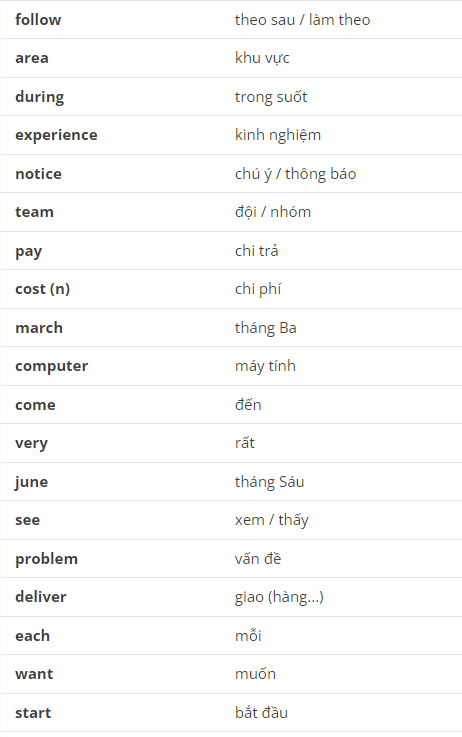 follow theo sau / làm theo
area khu vực
during trong suốt
experience kinh nghiệm
notice chú ý / thông báo
team đội / nhóm
pay chi trả
cost (n) chi phí
march tháng Ba
computer máy tính
come đến
very rất
june tháng Sáu
see xem / thấy
problem vấn đề
deliver giao (hàng...)
each mỗi
want muốn
start bắt đầu